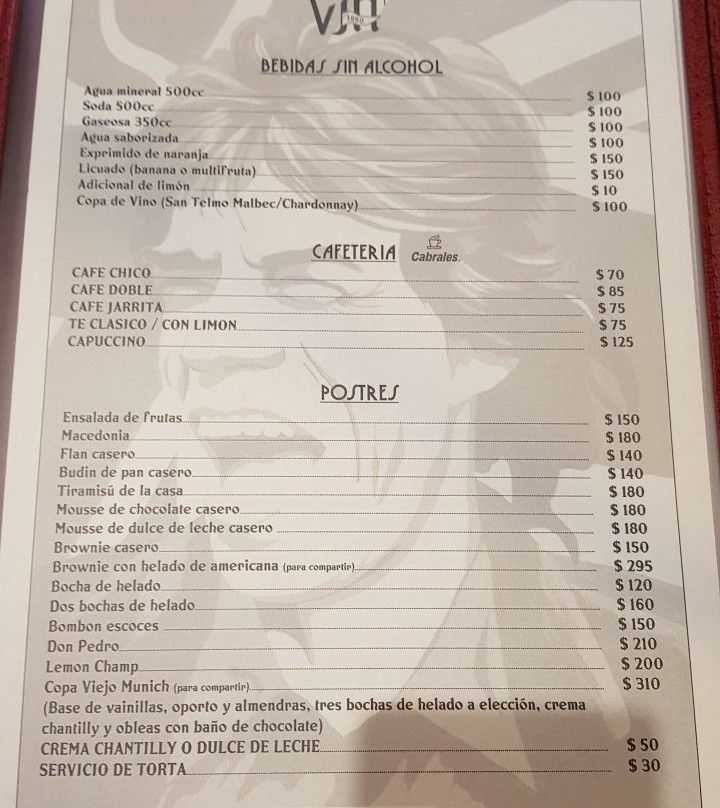 1980
BEBIDAS SIN ALCOHOL
Agua mineral 500cc $ 100
Soda 500cc $ 100
Gaseosa 350cc $ 100
Agua saborizada $ 100
Exprimido de naranja $ 150
Licuado (banana o multifruta) $ 150
Adicional de limón $ 10
Copa de Vino (San Telmo Malbec/Chardonnay) $ 100
CAFETERIA Cabrales.
CAFE CHICO $ 70
CAFE DOBLE $ 85
CAFE JARRITA $ 75
TE CLASICO / CON LIMON $ 75
CAPUCCINO $ 125
POSTRES
Ensalada de frutas $ 150
Macedonia $ 180
Flan casero $ 140
Budin de pan casero $ 140
Tiramisú de la casa $ 180
Mousse de chocolate casero $ 180
Mousse de dulce de leche casero $ 180
Brownie casero $ 150
Brownie con helado de americana (para compartir) $ 295
Bocha de helado $ 120
Dos bochas de helado $ 160
Bombon escoces $ 150
Don Pedro $ 210
Lemon Champ $ 200
Copa Viejo Munich (para compartir) $ 310
(Base de vainillas, oporto y almendras, tres bochas de helado a elección, crema
chantilly y obleas con baño de chocolate)
CREMA CHANTILLY O DULCE DE LECHE $ 50
SERVICIO DE TORTA $ 30